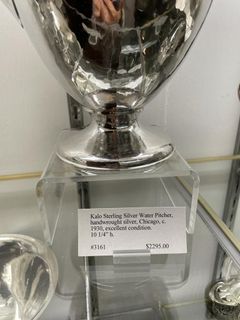 Kalo Sterling Silver Water Pitcher,
handwrought silver, Chicago, c.
1930, excellent condition.
10 1/4" h.
#3161 $2295.00